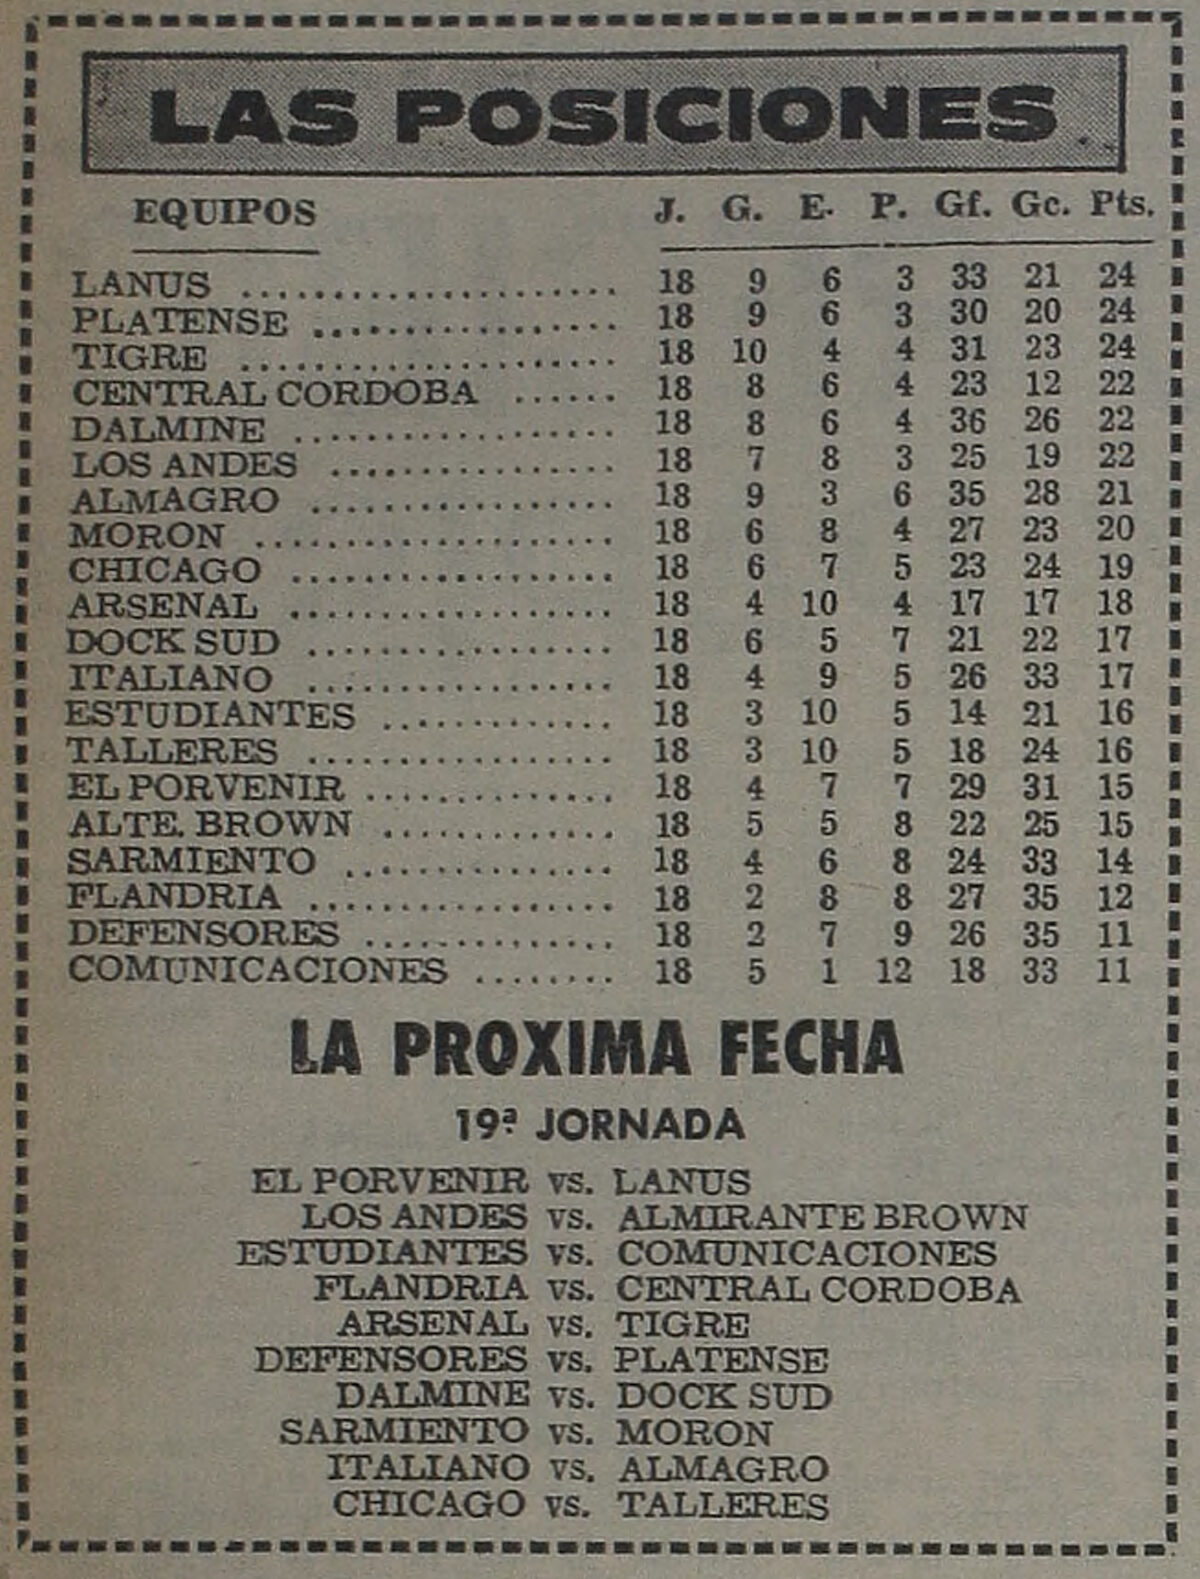 LAS POSICIONES
EQUIPOS J. G. E. P. Gf. Gc. Pts.
LANUS ..................... 18 9 6 3 33 21 24
PLATENSE ................. 18 9 6 3 30 20 24
TIGRE ..................... 18 10 4 4 31 23 24
CENTRAL CORDOBA ...... 18 8 6 4 23 12 22
DALMINE .................. 18 8 6 4 36 26 22
LOS ANDES ................ 18 7 8 3 25 19 22
ALMAGRO ................. 18 9 3 6 35 28 21
MORON .................... 18 6 8 4 27 23 20
CHICAGO .................. 18 6 7 5 23 24 19
ARSENAL .................. 18 4 10 4 17 17 18
DOCK SUD ................. 18 6 5 7 21 22 17
ITALIANO ................. 18 4 9 5 26 33 17
ESTUDIANTES ............. 18 3 10 5 14 21 16
TALLERES ................. 18 3 10 5 18 24 16
EL PORVENIR .............. 18 4 7 7 29 31 15
ALTE. BROWN ............. 18 5 5 8 22 25 15
SARMIENTO ............... 18 4 6 8 24 33 14
FLANDRIA ................. 18 2 8 8 27 35 12
DEFENSORES .............. 18 2 7 9 26 35 11
COMUNICACIONES ........ 18 5 1 12 18 33 11
LA PROXIMA FECHA
19ª JORNADA
EL PORVENIR vs. LANUS
LOS ANDES vs. ALMIRANTE BROWN
ESTUDIANTES vs. COMUNICACIONES
FLANDRIA vs. CENTRAL CORDOBA
ARSENAL vs. TIGRE
DEFENSORES vs. PLATENSE
DALMINE vs. DOCK SUD
SARMIENTO vs. MORON
ITALIANO vs. ALMAGRO
CHICAGO vs. TALLERES